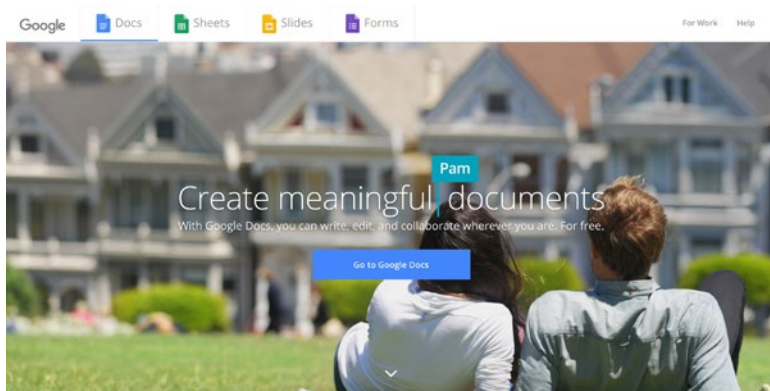 Google Docs Sheets Slides Forms For Work Help
Pam
Create meaningful documents
With Google Docs, you can write, edit, and collaborate wherever you are. For free.
Go to Google Docs